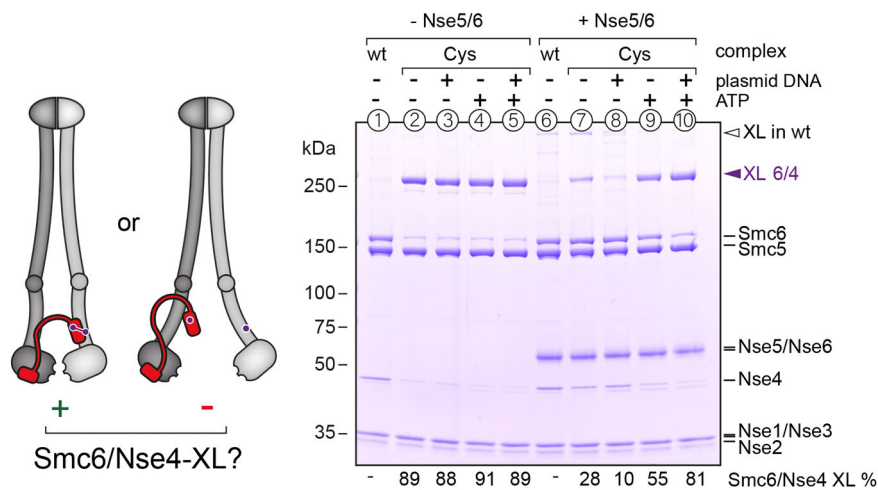 - Nse5/6 + Nse5/6
wt Cys wt Cys complex
- - + - + - - + - + plasmid DNA
- - - + + - - - + + ATP
1 2 3 4 5 6 7 8 9 10
kDa
XL in wt
XL 6/4
250
Smc6
150
Smc5
100
75
Nse5/Nse6
50
Nse4
35
Nse1/Nse3
Nse2
- 89 88 91 89 - 28 10 55 81 Smc6/Nse4 XL %
or
+ -
Smc6/Nse4-XL?